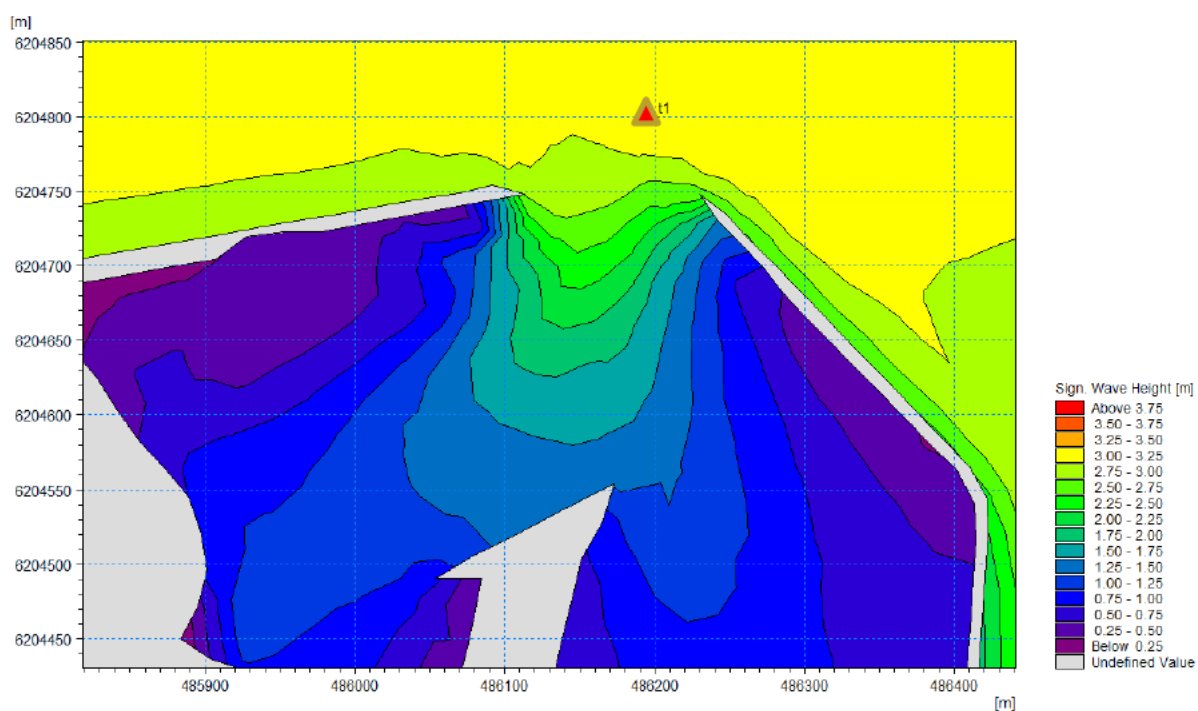 [m]
6204850
6204800
6204750
6204700
6204650
6204600
6204550
6204500
6204450
t1
485900 486000 486100 486200 486300 486400
[m]
Sign. Wave Height [m]
Above 3.75
3.50 - 3.75
3.25 - 3.50
3.00 - 3.25
2.75 - 3.00
2.50 - 2.75
2.25 - 2.50
2.00 - 2.25
1.75 - 2.00
1.50 - 1.75
1.25 - 1.50
1.00 - 1.25
0.75 - 1.00
0.50 - 0.75
0.25 - 0.50
Below 0.25
Undefined Value